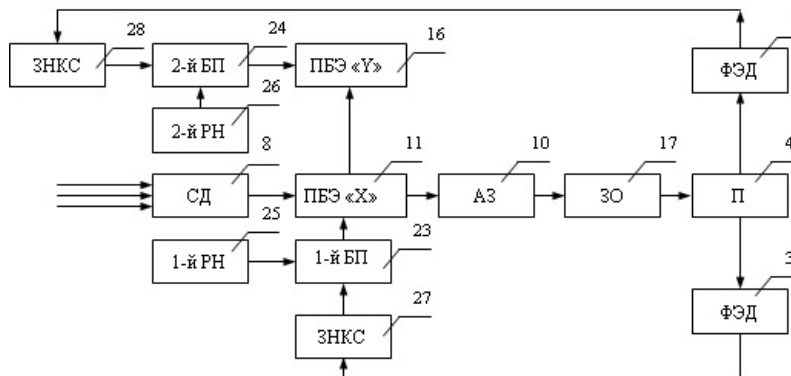 28
24
16
ЗНКС
2-й БП
ПБЭ «Y»
ФЭД
26
2-й РН
8
11
10
17
4
СД
ПБЭ «X»
АЗ
ЗО
П
25
23
1-й РН
1-й БП
3
27
ФЭД
ЗНКС